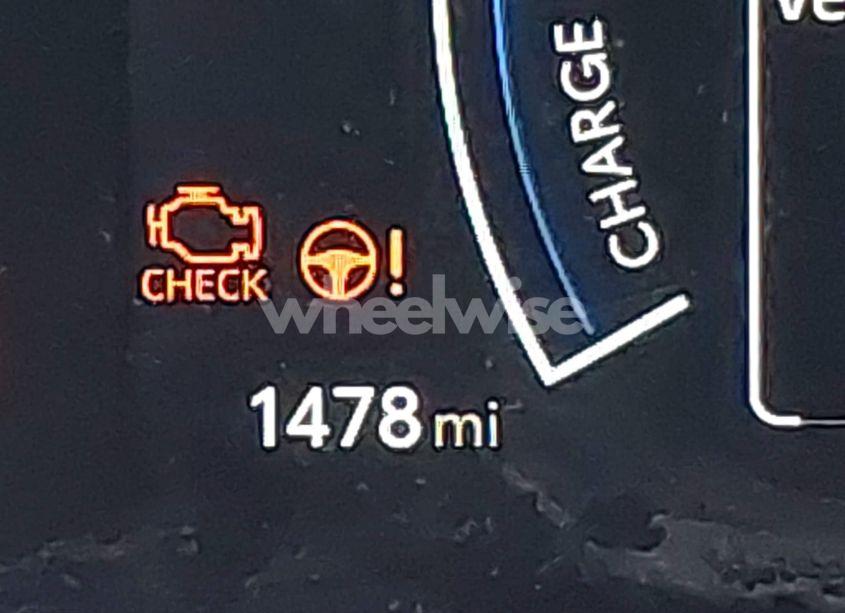 CHARGE
CHECK
!
wheelwise
1478 mi